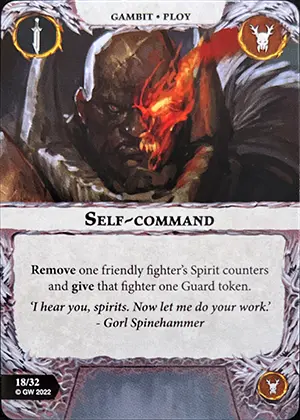 GAMBIT • PLOY
SELF-COMMAND
Remove one friendly fighter's Spirit counters
and give that fighter one Guard token.
'I hear you, spirits. Now let me do your work.'
- Gorl Spinehammer
18/32
© GW 2022